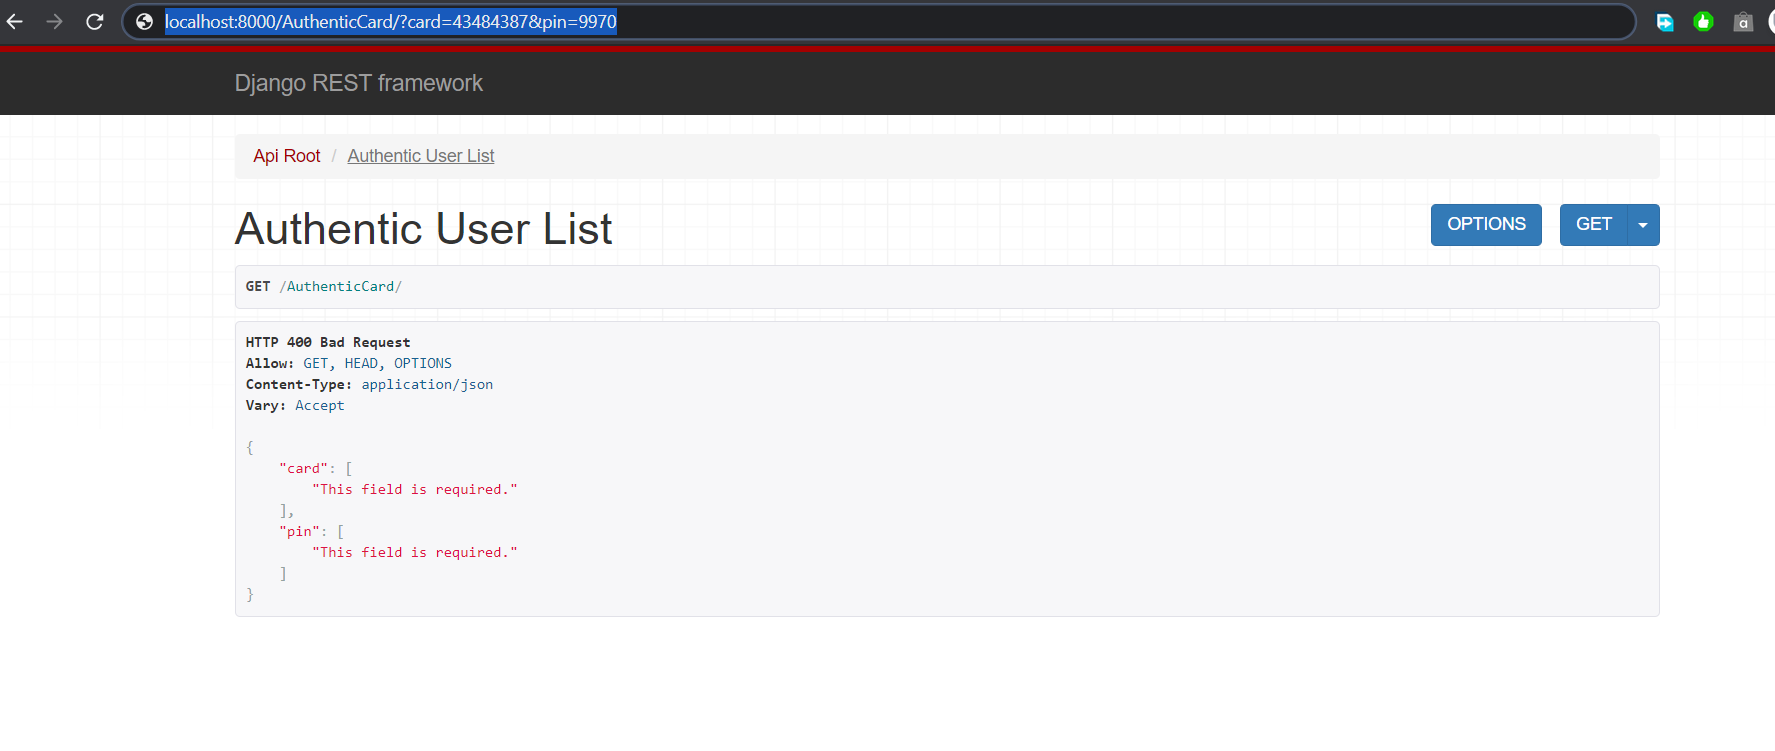 localhost:8000/AuthenticCard/?card=43484387&pin=9970
Django REST framework
Api Root / Authentic User List
Authentic User List
OPTIONS GET
GET /AuthenticCard/
HTTP 400 Bad Request
Allow: GET, HEAD, OPTIONS
Content-Type: application/json
Vary: Accept
{
"card": [
"This field is required."
],
"pin": [
"This field is required."
]
}